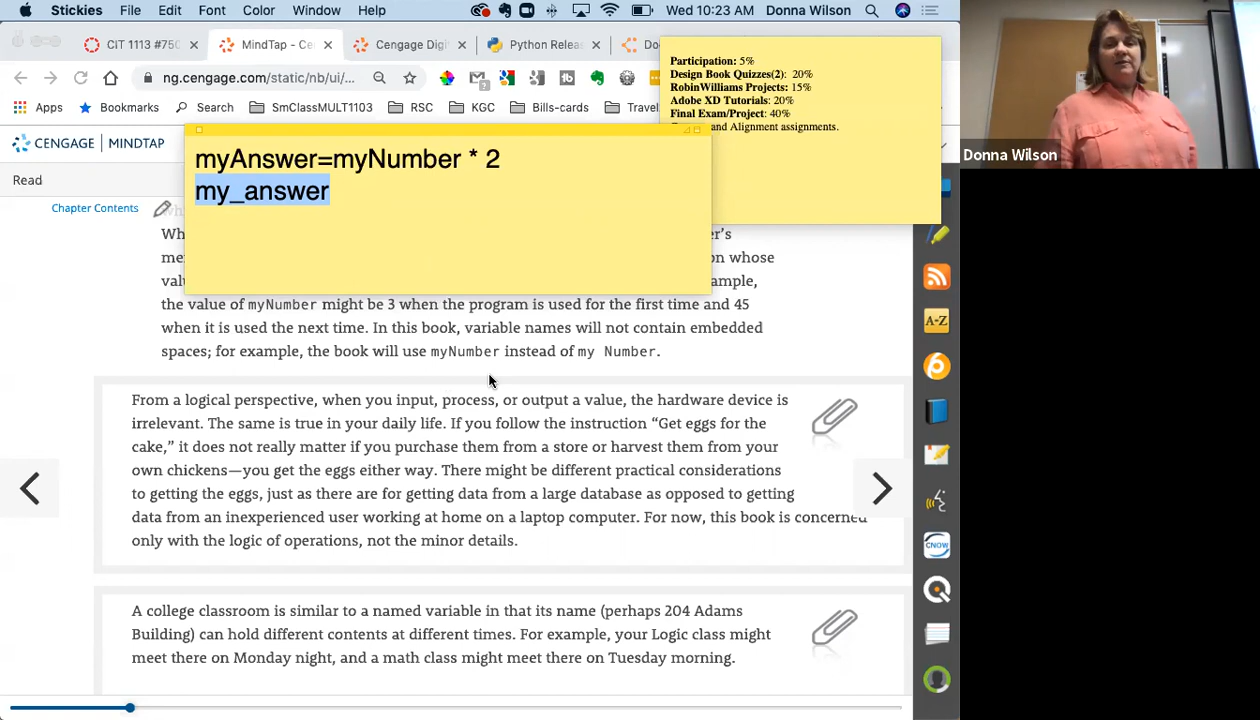 Stickies File Edit Font Color Window Help Wed 10:23 AM Donna Wilson
CIT 1113 #750 MindTap - Ce Cengage Digi Python Relea Do
ng.cengage.com/static/nb/ui/...
Apps Bookmarks Search SmClassMULT1103 RSC KGC Bills-cards Travel
Participation: 5%
Design Book Quizzes(2): 20%
RobinWilliams Projects: 15%
Adobe XD Tutorials: 20%
Final Exam/Project: 40%
and Alignment assignments.
CENGAGE MINDTAP
Read
Chapter Contents
myAnswer=myNumber * 2
my_answer
er's
on whose
ample,
the value of myNumber might be 3 when the program is used for the first time and 45
when it is used the next time. In this book, variable names will not contain embedded
spaces; for example, the book will use myNumber instead of my Number.
From a logical perspective, when you input, process, or output a value, the hardware device is
irrelevant. The same is true in your daily life. If you follow the instruction “Get eggs for the
cake,” it does not really matter if you purchase them from a store or harvest them from your
own chickens—you get the eggs either way. There might be different practical considerations
to getting the eggs, just as there are for getting data from a large database as opposed to getting
data from an inexperienced user working at home on a laptop computer. For now, this book is concerned
only with the logic of operations, not the minor details.
A college classroom is similar to a named variable in that its name (perhaps 204 Adams
Building) can hold different contents at different times. For example, your Logic class might
meet there on Monday night, and a math class might meet there on Tuesday morning.
A-Z
CNOW
Donna Wilson